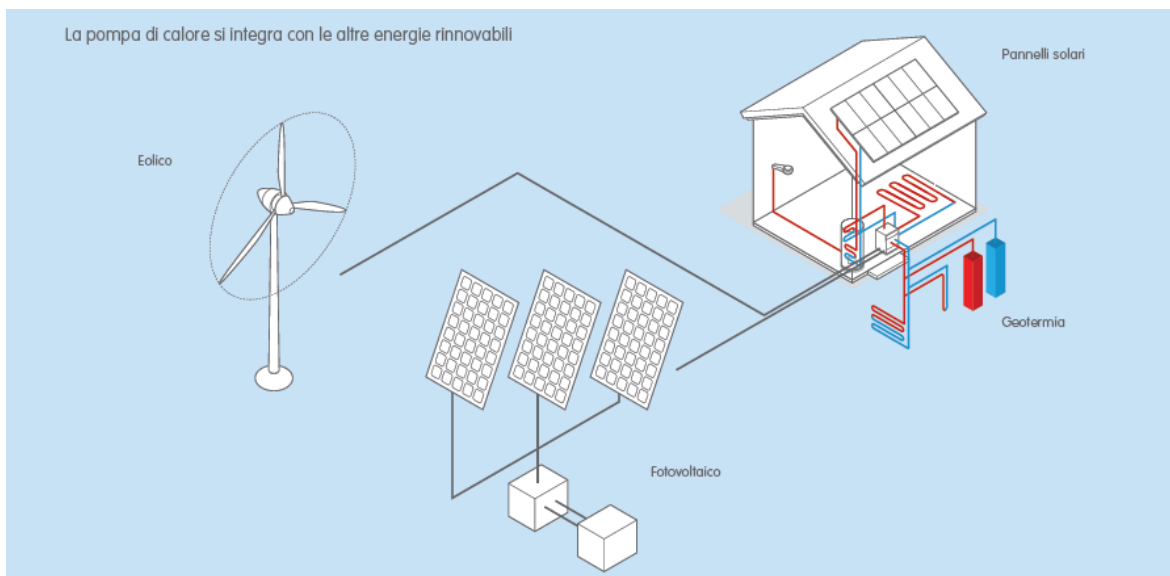 La pompa di calore si integra con le altre energie rinnovabili
Pannelli solari
Eolico
Geotermia
Fotovoltaico